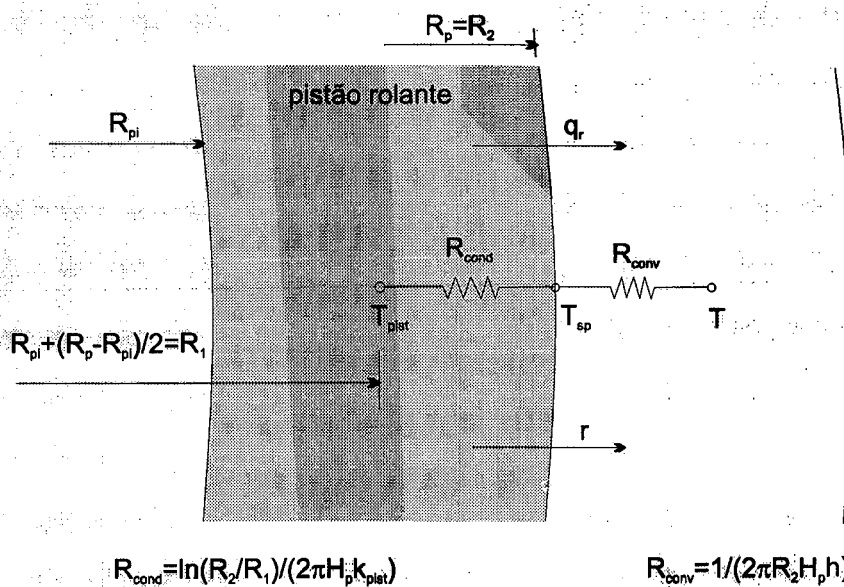 R_p=R_2
pistão rolante
R_pi
q_r
R_cond
R_conv
T_pist
T_sp
T
R_pi+(R_p-R_pi)/2=R_1
r
R_cond=ln(R_2/R_1)/(2πH_pk_pist)
R_conv=1/(2πR_2H_ph)